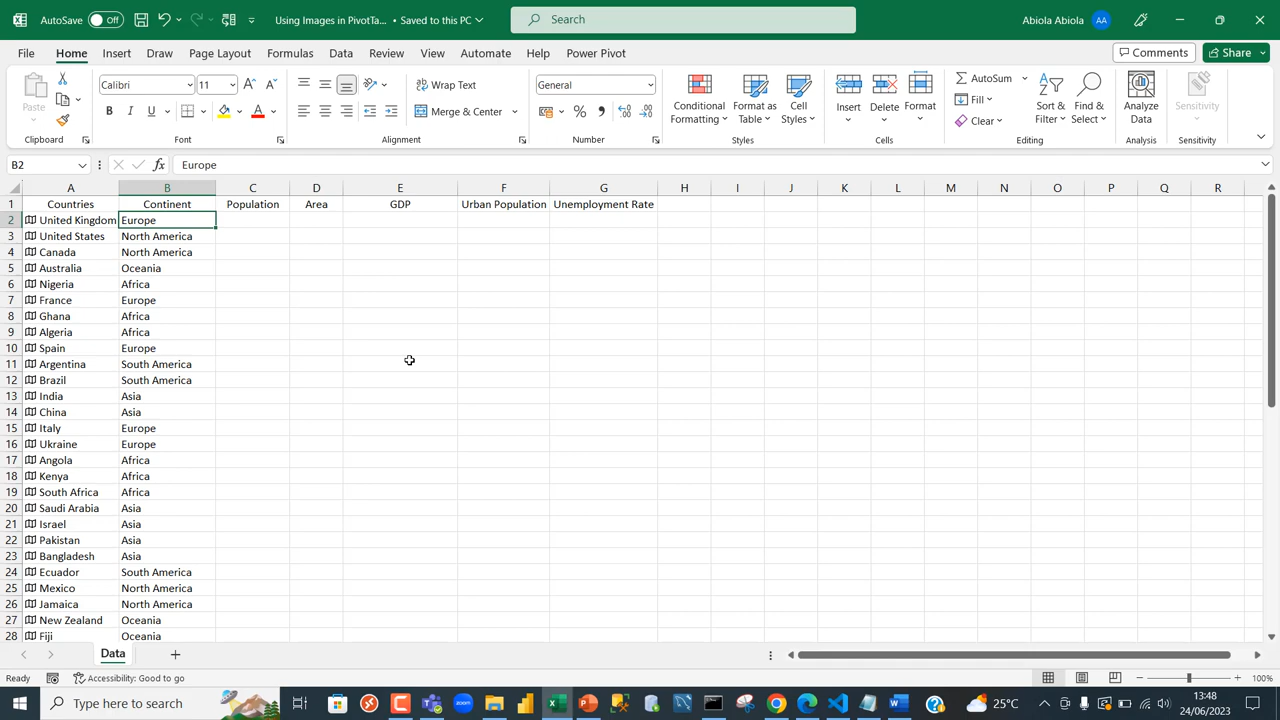 AutoSave Off Using Images in PivotTa... • Saved to this PC Search Abiola Abiola AA
File Home Insert Draw Page Layout Formulas Data Review View Automate Help Power Pivot Comments Share
Paste Calibri 11 A A Wrap Text General Conditional Formatting Format as Table Cell Styles Insert Delete Format AutoSum Fill Clear Sort & Filter Find & Select Analyze Data Sensitivity
B I U A Merge & Center % ,
Clipboard Font Alignment Number Styles Cells Editing Analysis Sensitivity
B2 fx Europe
A B C D E F G H I J K L M N O P Q R
1 Countries Continent Population Area GDP Urban Population Unemployment Rate
2 United Kingdom Europe
3 United States North America
4 Canada North America
5 Australia Oceania
6 Nigeria Africa
7 France Europe
8 Ghana Africa
9 Algeria Africa
10 Spain Europe
11 Argentina South America
12 Brazil South America
13 India Asia
14 China Asia
15 Italy Europe
16 Ukraine Europe
17 Angola Africa
18 Kenya Africa
19 South Africa Africa
20 Saudi Arabia Asia
21 Israel Asia
22 Pakistan Asia
23 Bangladesh Asia
24 Ecuador South America
25 Mexico North America
26 Jamaica North America
27 New Zealand Oceania
28 Fiji Oceania
Data
Ready Accessibility: Good to go 100%
Type here to search 25°C 13:48
24/06/2023